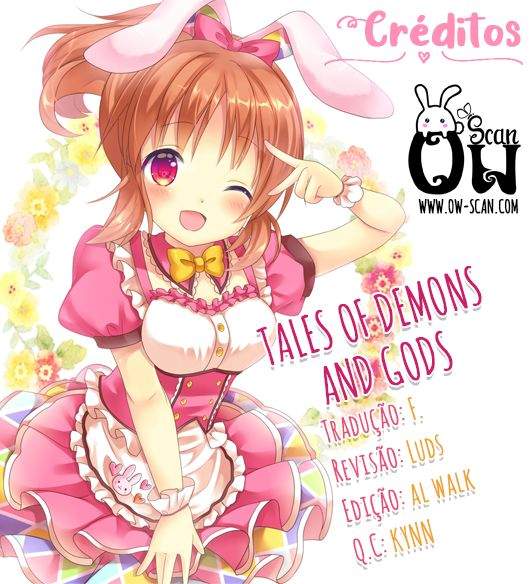 Créditos
OW Scan
WWW.OW-SCAN.COM
TALES OF DEMONS
AND GODS
TRADUÇÃO: F.
REVISÃO: LUDS
EDIÇÃO: AL WALK
Q.C: KYNN